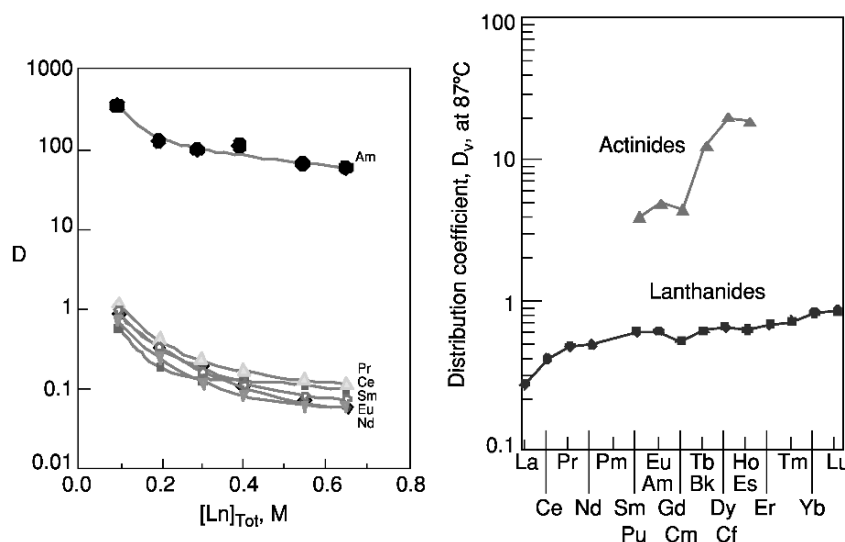 1000
100
10
1
0.1
0.01
D
Am
Pr
Ce
Sm
Eu
Nd
0.0 0.2 0.4 0.6 0.8
[Ln]Tot, M
Distribution coefficient, Dv, at 87°C
100
10
1
0.1
Actinides
Lanthanides
La Pr Pm Eu Tb Ho Tm Lu
Am Bk Es
Ce Nd Sm Gd Dy Er Yb
Pu Cm Cf